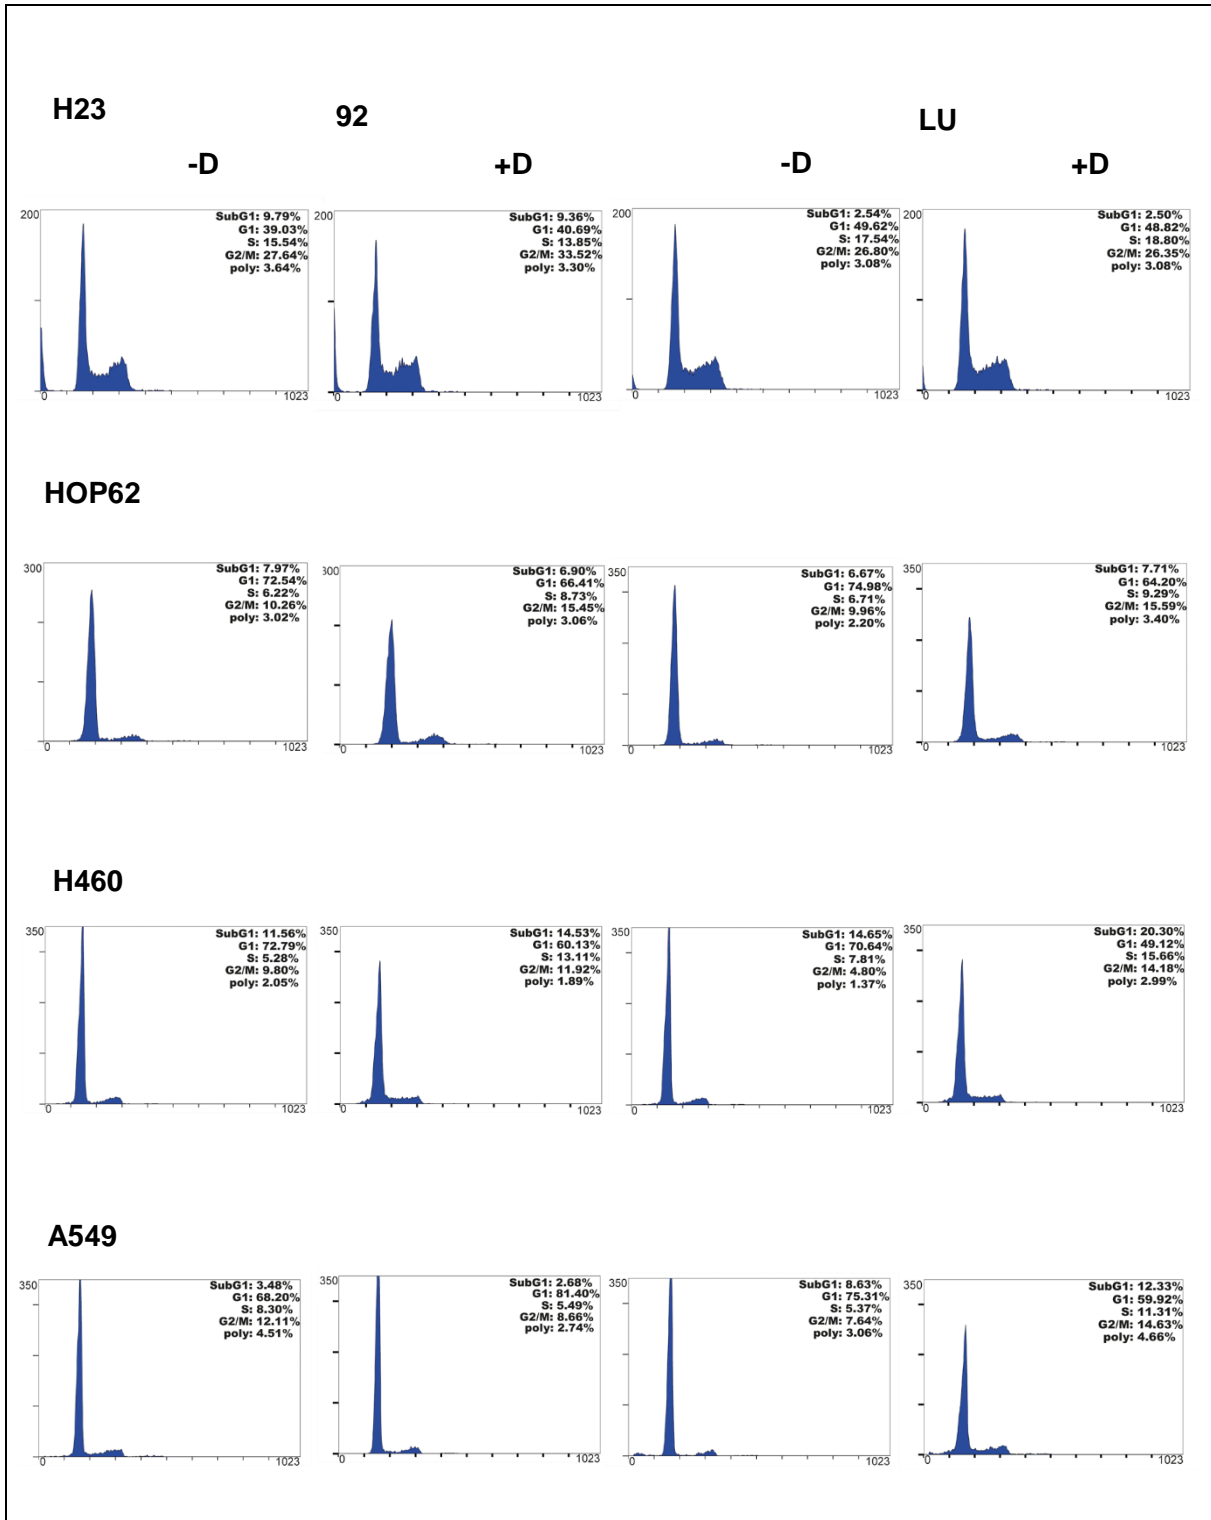 H23
92
LU
-D
+D
-D
+D
200
SubG1: 9.79%
G1: 39.03%
S: 15.54%
G2/M: 27.64%
poly: 3.64%
0
1023
200
SubG1: 9.36%
G1: 40.69%
S: 13.85%
G2/M: 33.52%
poly: 3.30%
0
1023
200
SubG1: 2.54%
G1: 49.62%
S: 17.54%
G2/M: 26.80%
poly: 3.08%
0
1023
200
SubG1: 2.50%
G1: 48.82%
S: 18.80%
G2/M: 26.35%
poly: 3.08%
0
1023
HOP62
300
SubG1: 7.97%
G1: 72.54%
S: 6.22%
G2/M: 10.26%
poly: 3.02%
0
1023
300
SubG1: 6.90%
G1: 66.41%
S: 8.73%
G2/M: 15.45%
poly: 3.06%
0
1023
350
SubG1: 6.67%
G1: 74.98%
S: 6.71%
G2/M: 9.96%
poly: 2.20%
0
1023
350
SubG1: 7.71%
G1: 64.20%
S: 9.29%
G2/M: 15.59%
poly: 3.40%
0
1023
H460
350
SubG1: 11.56%
G1: 72.79%
S: 5.28%
G2/M: 9.80%
poly: 2.05%
0
1023
350
SubG1: 14.53%
G1: 60.13%
S: 13.11%
G2/M: 11.92%
poly: 1.89%
0
1023
350
SubG1: 14.65%
G1: 70.64%
S: 7.81%
G2/M: 4.80%
poly: 1.37%
0
1023
350
SubG1: 20.30%
G1: 49.12%
S: 15.66%
G2/M: 14.18%
poly: 2.99%
0
1023
A549
350
SubG1: 3.48%
G1: 68.20%
S: 8.30%
G2/M: 12.11%
poly: 4.51%
0
1023
350
SubG1: 2.68%
G1: 81.40%
S: 5.49%
G2/M: 8.66%
poly: 2.74%
0
1023
350
SubG1: 8.63%
G1: 75.31%
S: 5.37%
G2/M: 7.64%
poly: 3.06%
0
1023
350
SubG1: 12.33%
G1: 59.92%
S: 11.31%
G2/M: 14.63%
poly: 4.66%
0
1023